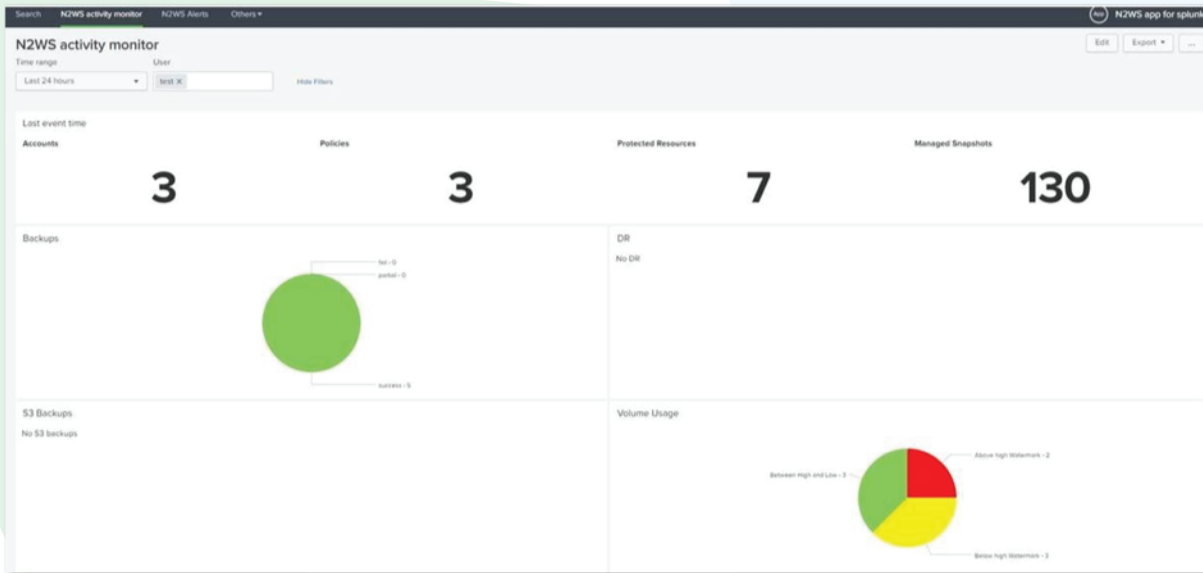 Search N2WS activity monitor N2WS Alerts Others
App N2WS app for splunk
N2WS activity monitor
Edit Export ...
Time range User
Last 24 hours test X Hide Filters
Last event time
Accounts Policies Protected Resources Managed Snapshots
3 3 7 130
Backups
fail - 0
partial - 0
success - 5
DR
No DR
S3 Backups
No S3 backups
Volume Usage
Above high Watermark - 2
Between High and Low - 3
Below high Watermark - 3